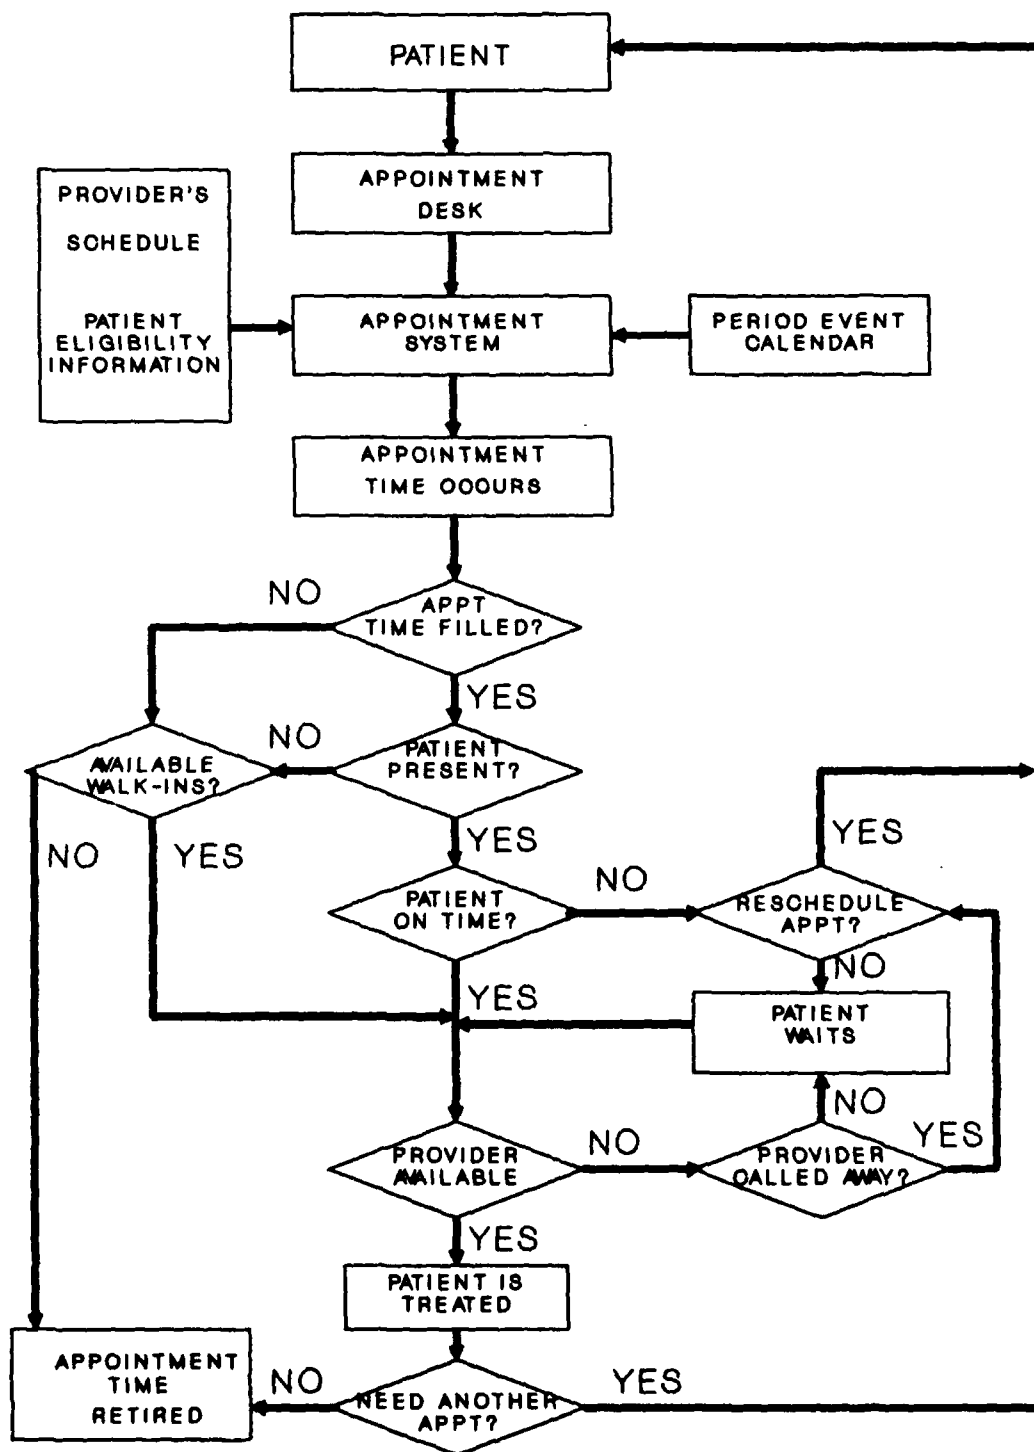 PATIENT
APPOINTMENT
DESK
PROVIDER'S
SCHEDULE
PATIENT
ELIGIBILITY
INFORMATION
APPOINTMENT
SYSTEM
PERIOD EVENT
CALENDAR
APPOINTMENT
TIME OCOURS
NO
APPT
TIME FILLED?
YES
NO
PATIENT
PRESENT?
AVAILABLE
WALK-INS?
YES
NO
YES
YES
NO
PATIENT
ON TIME?
RESCHEDULE
APPT?
NO
YES
PATIENT
WAITS
NO
PROVIDER
AVAILABLE
NO
PROVIDER
CALLED AWAY?
YES
YES
PATIENT IS
TREATED
APPOINTMENT
TIME
RETIRED
NO
NEED ANOTHER
APPT?
YES